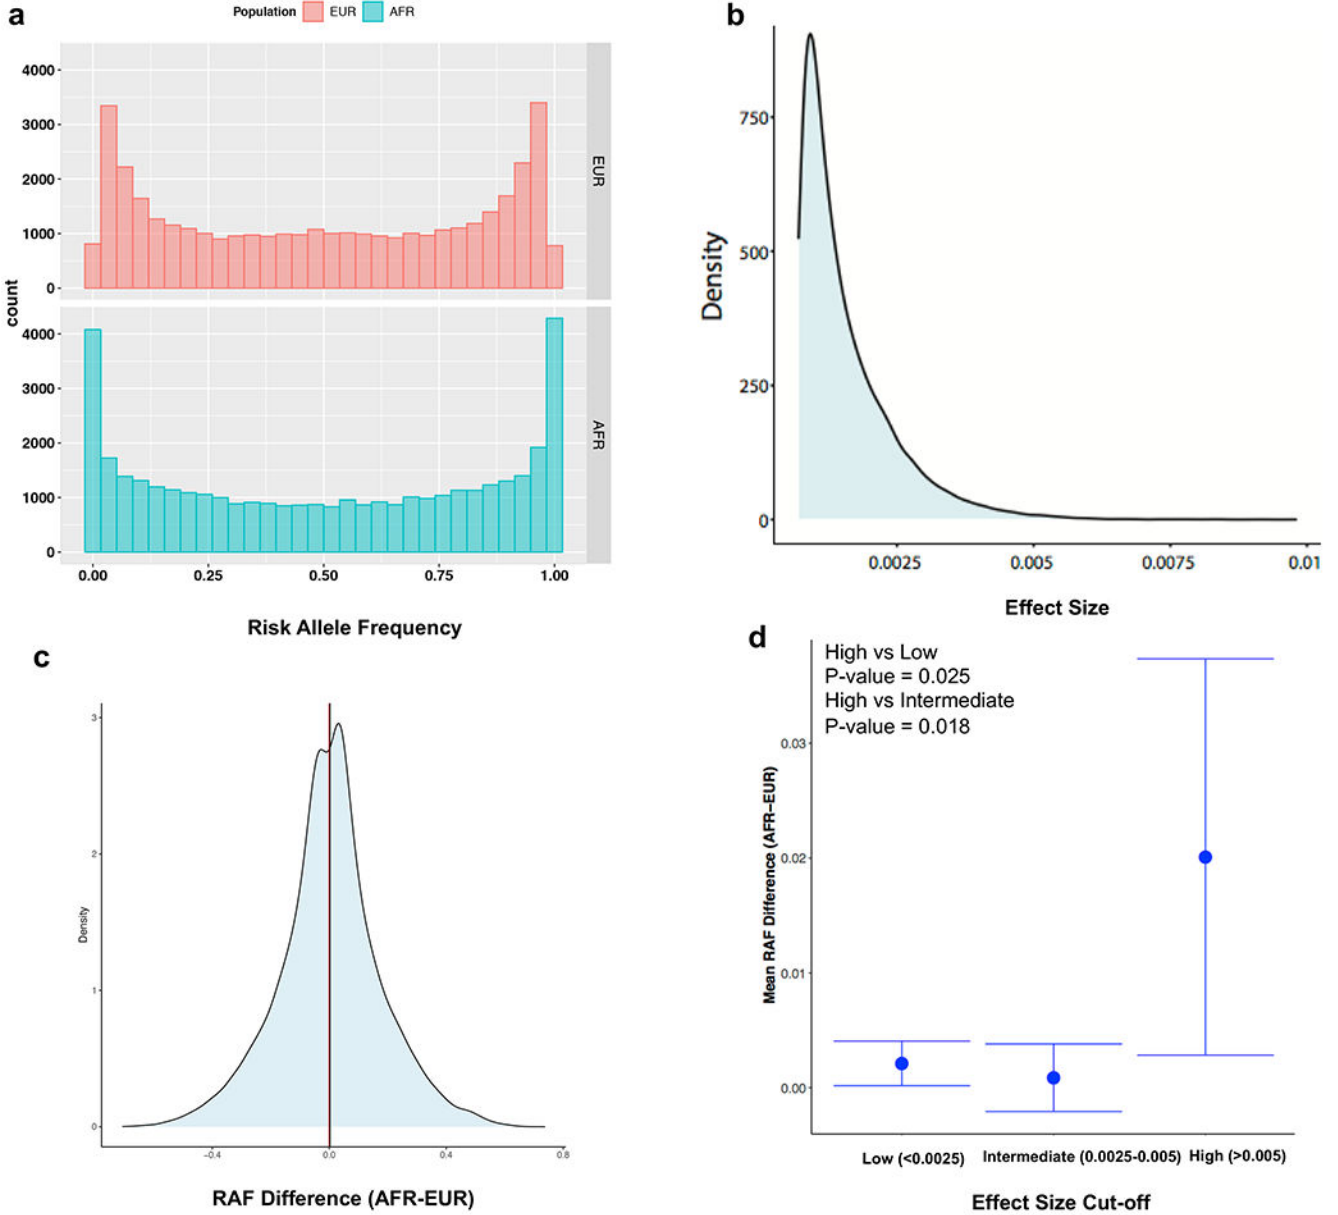 a
Population EUR AFR
4000
3000
2000
1000
0
EUR
4000
3000
2000
1000
0
AFR
count
0.00 0.25 0.50 0.75 1.00
Risk Allele Frequency
b
750
500
250
0
Density
0.0025 0.005 0.0075 0.01
Effect Size
c
3
2
1
0
Density
−0.4 0.0 0.4 0.8
RAF Difference (AFR-EUR)
d
High vs Low
P-value = 0.025
High vs Intermediate
P-value = 0.018
0.03
0.02
0.01
0.00
Mean RAF Difference (AFR−EUR)
Low (<0.0025) Intermediate (0.0025-0.005) High (>0.005)
Effect Size Cut-off